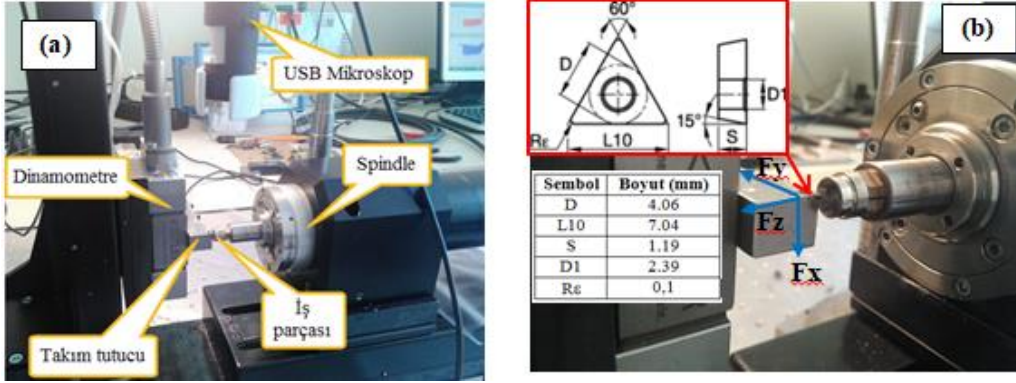 (a)
USB Mikroskop
Spindle
Dinamometre
İş
parçası
Takım tutucu
(b)
60°
D
D1
15°
Rε
L10
S
Sembol Boyut (mm)
D 4.06
L10 7.04
S 1.19
D1 2.39
Rε 0,1
Fy
Fz
Fx